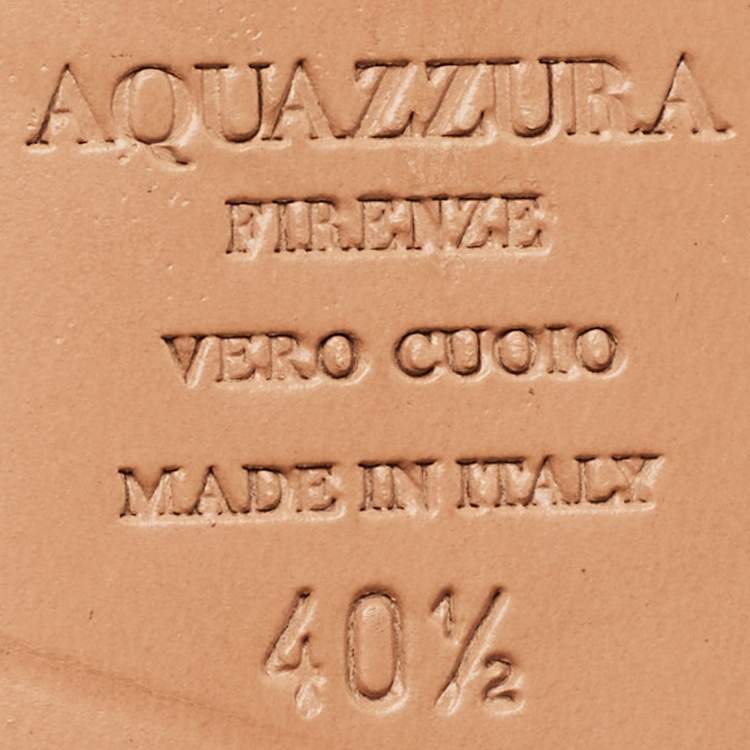 AQUAZZURA
FIRENZE
VERO CUOIO
MADE IN ITALY
40½